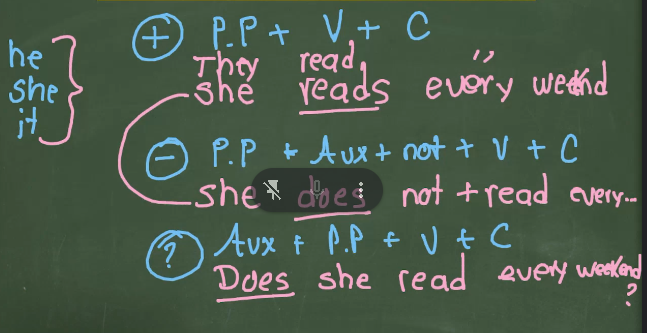 he
she
it
+ P.P + V + C
They read "
she reads every weekend
- P.P + Aux + not + V + C
she does not + read every...
? Aux + P.P + V + C
Does she read every weekend ?